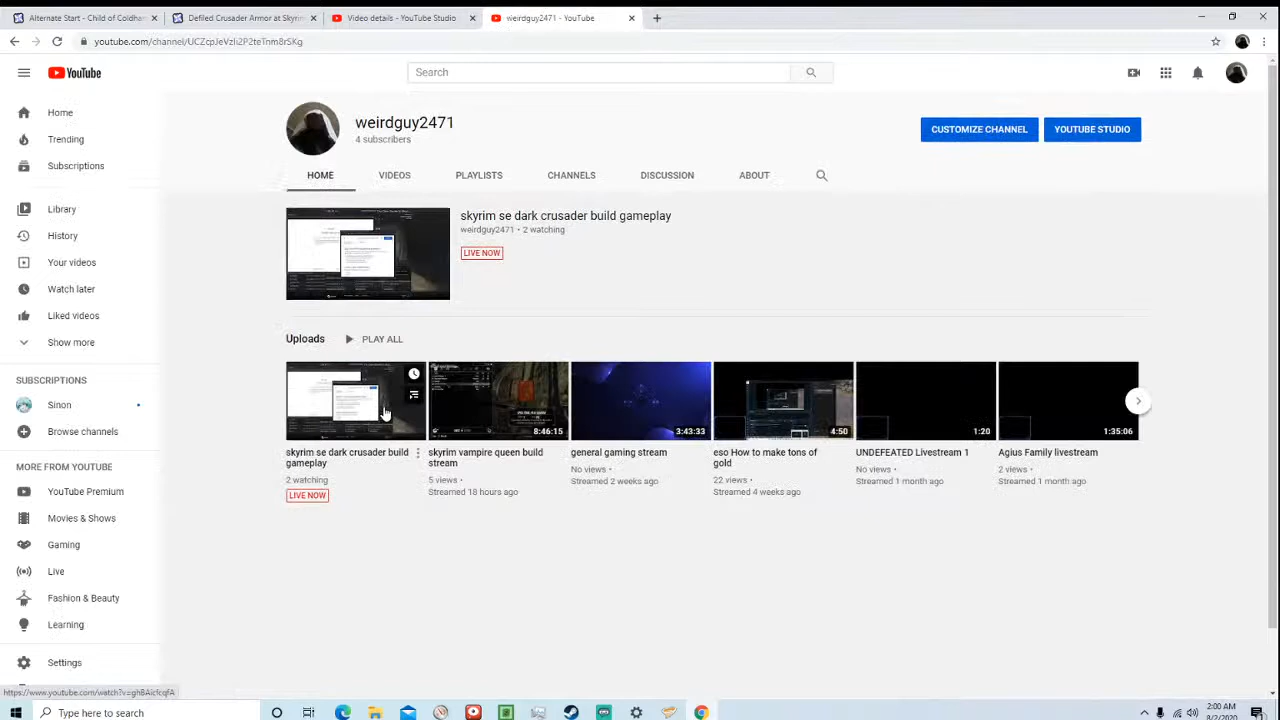 Alternate Start - Child of Coldha
Defiled Crusader Armor at Skyrim
Video details - YouTube Studio
weirdguy2471 - YouTube
youtube.com/channel/UCZcpJeVzIi2P2teTnm8rSKg
YouTube
Search
Home
Trending
Subscriptions
Library
History
Your videos
Watch later
Liked videos
Show more
SUBSCRIPTIONS
Sinon
Browse channels
MORE FROM YOUTUBE
YouTube Premium
Movies & Shows
Gaming
Live
Fashion & Beauty
Learning
Settings
weirdguy2471
4 subscribers
CUSTOMIZE CHANNEL
YOUTUBE STUDIO
HOME
VIDEOS
PLAYLISTS
CHANNELS
DISCUSSION
ABOUT
skyrim se dark crusader build gameplay
weirdguy2471 • 2 watching
LIVE NOW
Uploads
PLAY ALL
skyrim se dark crusader build
gameplay
2 watching
LIVE NOW
8:46:15
skyrim vampire queen build
stream
5 views •
Streamed 18 hours ago
3:43:33
general gaming stream
No views •
Streamed 2 weeks ago
4:50
eso How to make tons of
gold
22 views •
Streamed 4 weeks ago
1:20
UNDEFEATED Livestream 1
No views •
Streamed 1 month ago
1:35:06
Agius Family livestream
2 views •
Streamed 1 month ago
https://www.youtube.com/watch?v=ghBAicfcqfA
Type here to search
2:00 AM